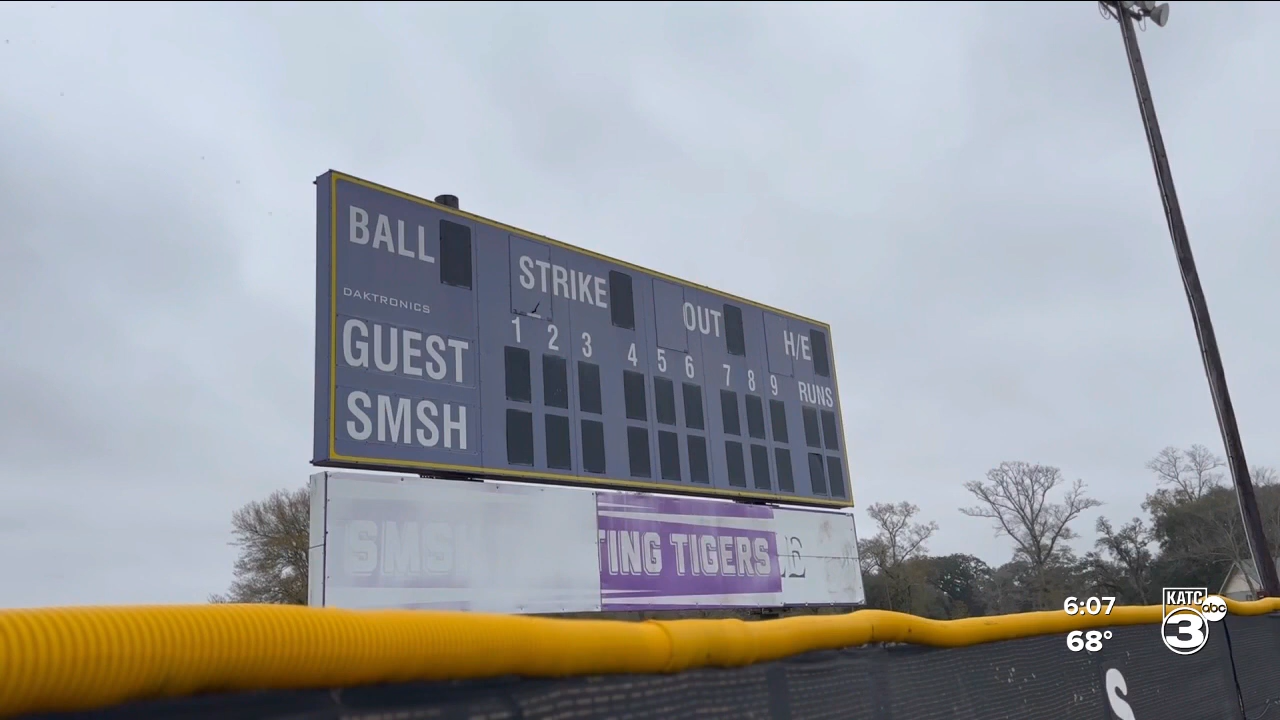 BALL STRIKE OUT H/E
DAKTRONICS
1 2 3 4 5 6 7 8 9 RUNS
GUEST
SMSH
SMSH TING TIGERS
6:07
68°
KATC
3
abc
S